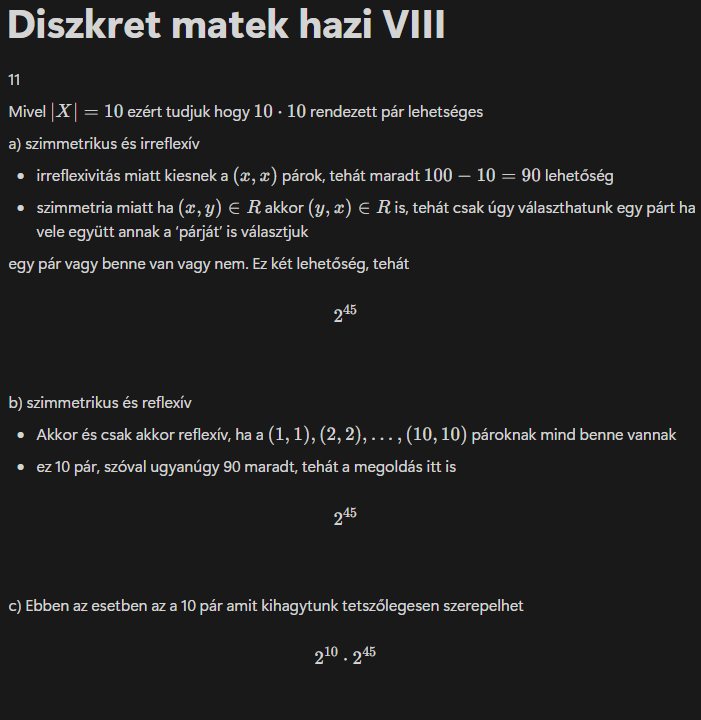 Diszkret matek hazi VIII
11
Mivel |X| = 10 ezért tudjuk hogy 10 · 10 rendezett pár lehetséges
a) szimmetrikus és irreflexív
• irreflexivitás miatt kiesnek a (x, x) párok, tehát maradt 100 − 10 = 90 lehetőség
• szimmetria miatt ha (x, y) ∈ R akkor (y, x) ∈ R is, tehát csak úgy választhatunk egy párt ha
vele együtt annak a ‘párját’ is választjuk
egy pár vagy benne van vagy nem. Ez két lehetőség, tehát
2^45
b) szimmetrikus és reflexív
• Akkor és csak akkor reflexív, ha a (1, 1), (2, 2), . . . , (10, 10) pároknak mind benne vannak
• ez 10 pár, szóval ugyanúgy 90 maradt, tehát a megoldás itt is
2^45
c) Ebben az esetben az a 10 pár amit kihagytunk tetszőlegesen szerepelhet
2^10 · 2^45